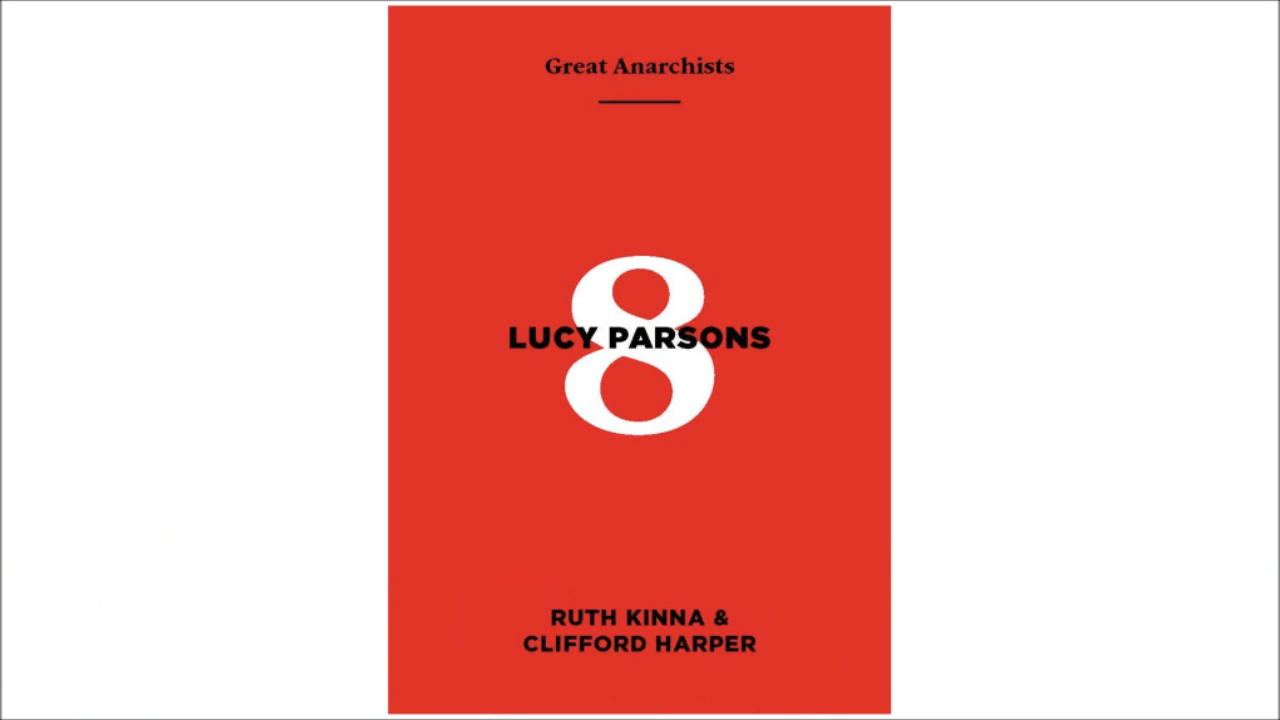 Great Anarchists
8
LUCY PARSONS
RUTH KINNA &
CLIFFORD HARPER